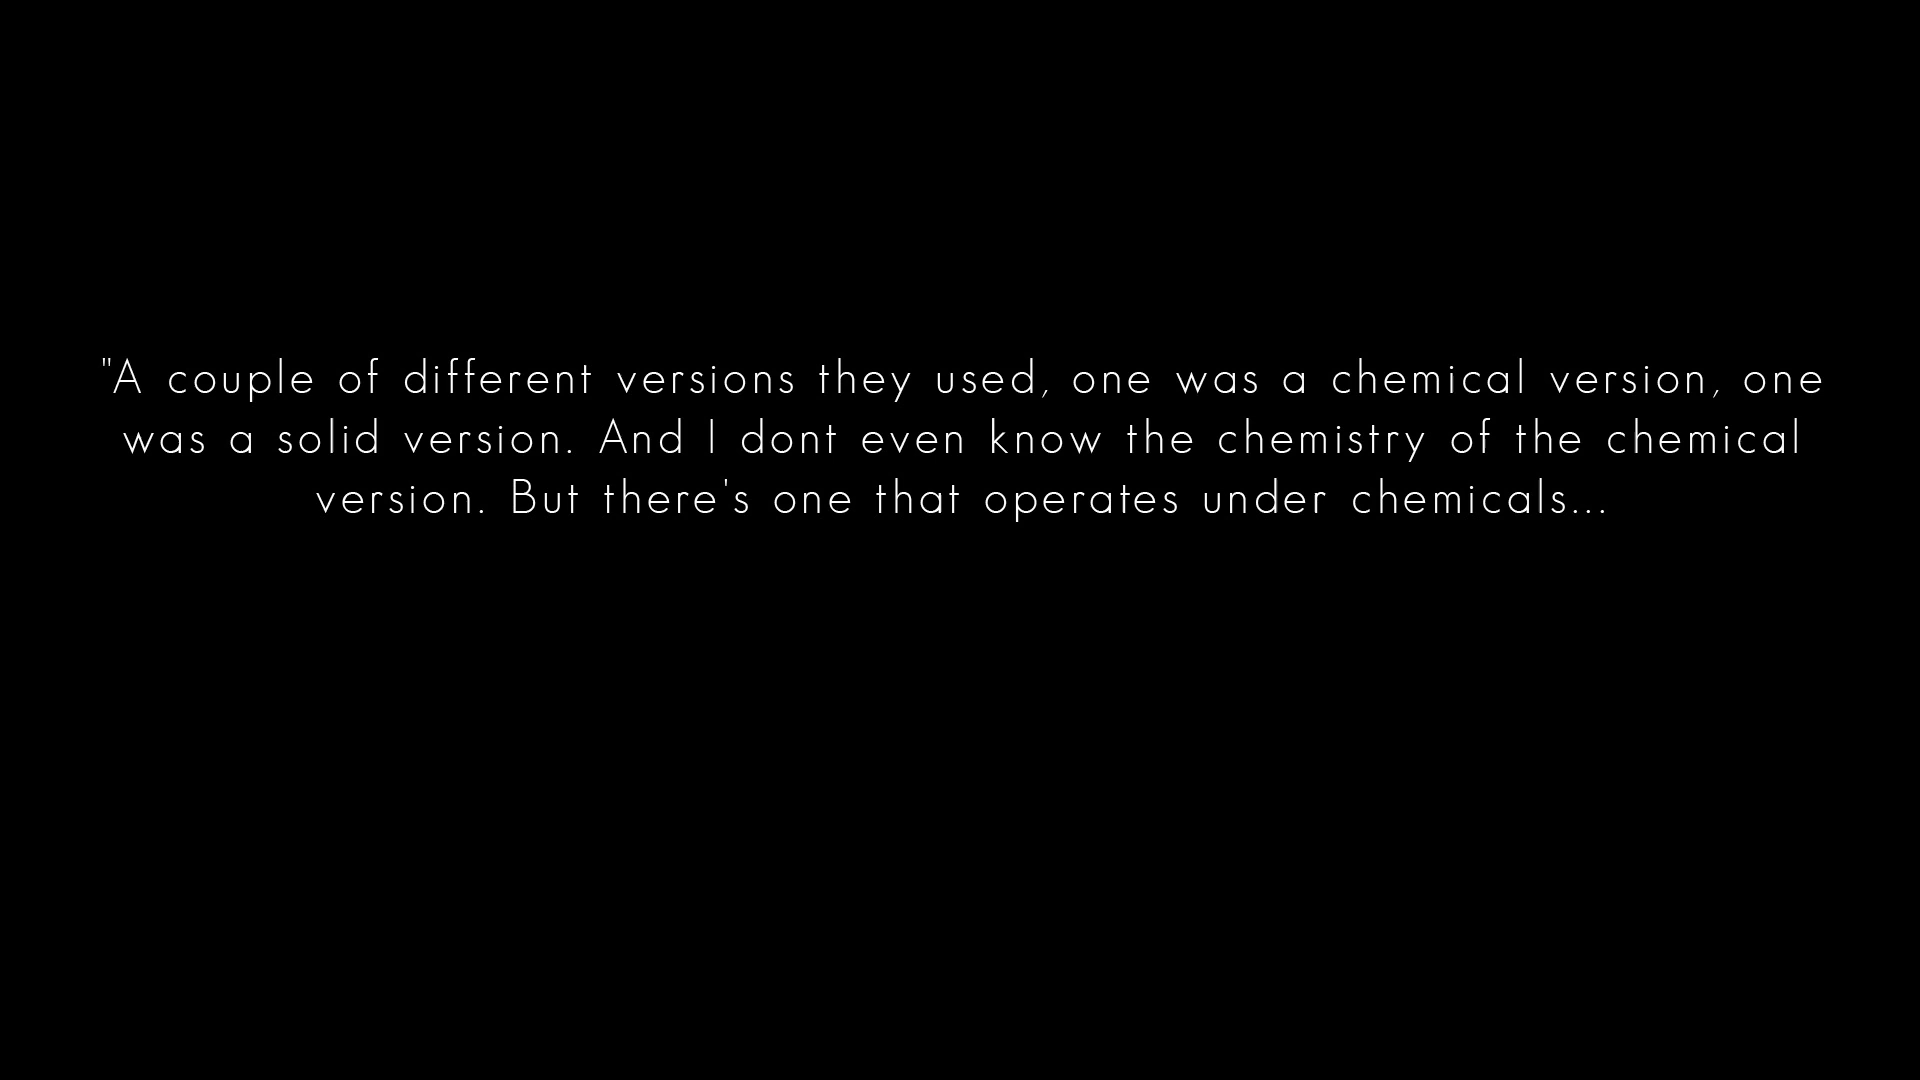 "A couple of different versions they used, one was a chemical version, one
was a solid version. And I dont even know the chemistry of the chemical
version. But there's one that operates under chemicals...